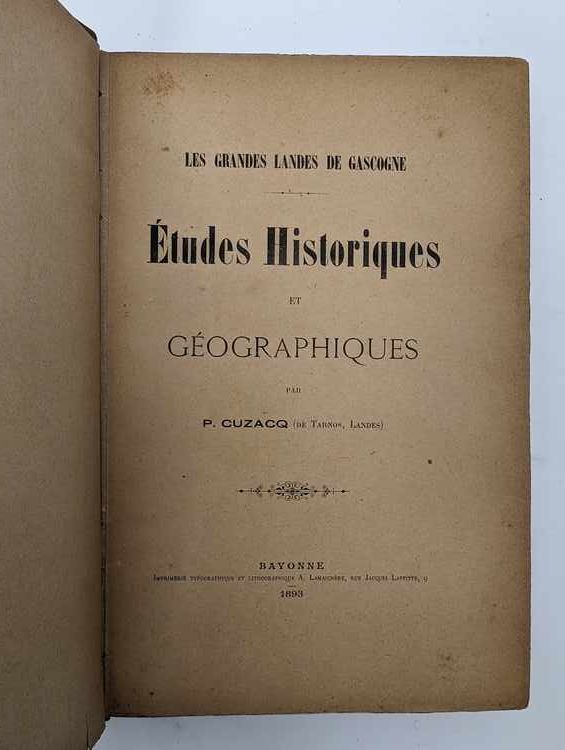 LES GRANDES LANDES DE GASCOGNE
Études Historiques
ET
GÉOGRAPHIQUES
PAR
P. CUZACQ (DE TARNOS, LANDES)
BAYONNE
IMPRIMERIE TYPOGRAPHIQUE ET LITHOGRAPHIQUE A. LAMAIGNÈRE, RUE JACQUES LAFFITTE, 9
1893